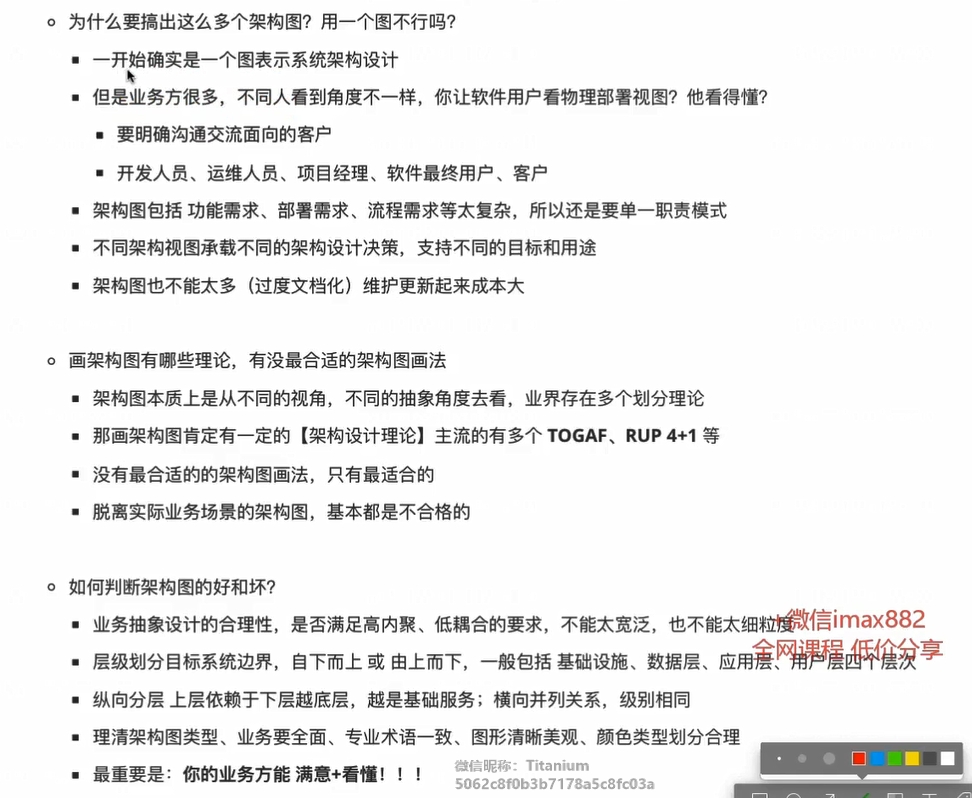 为什么要搞出这么多个架构图？用一个图不行吗？
一开始确实是一个图表示系统架构设计
但是业务方很多，不同人看到角度不一样，你让软件用户看物理部署视图？他看得懂？
要明确沟通交流面向的客户
开发人员、运维人员、项目经理、软件最终用户、客户
架构图包括 功能需求、部署需求、流程需求等太复杂，所以还是要单一职责模式
不同架构视图承载不同的架构设计决策，支持不同的目标和用途
架构图也不能太多（过度文档化）维护更新起来成本大
画架构图有哪些理论，有没最合适的架构图画法
架构图本质上是从不同的视角，不同的抽象角度去看，业界存在多个划分理论
那画架构图肯定有一定的【架构设计理论】主流的有多个 TOGAF、RUP 4+1 等
没有最合适的的架构图画法，只有最适合的
脱离实际业务场景的架构图，基本都是不合格的
如何判断架构图的好和坏？
业务抽象设计的合理性，是否满足高内聚、低耦合的要求，不能太宽泛，也不能太细粒度
+微信imax882
全网课程 低价分享
层级划分目标系统边界，自下而上 或 由上而下，一般包括 基础设施、数据层、应用层、用户层四个层次
纵向分层 上层依赖于下层越底层，越是基础服务；横向并列关系，级别相同
理清架构图类型、业务要全面、专业术语一致、图形清晰美观、颜色类型划分合理
最重要是：你的业务方能 满意+看懂！！！
微信昵称：Titanium
5062c8f0b3b7178a5c8fc03a